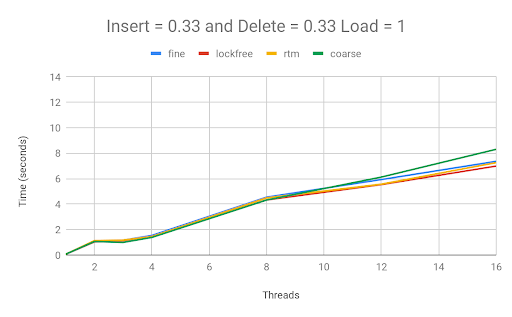 Insert = 0.33 and Delete = 0.33 Load = 1
fine lockfree rtm coarse
14
12
10
8
6
4
2
0
Time (seconds)
2 4 6 8 10 12 14 16
Threads